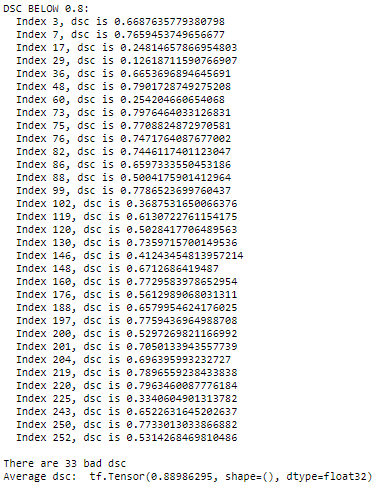 DSC BELOW 0.8:
Index 3, dsc is 0.6687635779380798
Index 7, dsc is 0.7659453749656677
Index 17, dsc is 0.24814657866954803
Index 29, dsc is 0.12618711590766907
Index 36, dsc is 0.6653696894645691
Index 48, dsc is 0.7901728749275208
Index 60, dsc is 0.254204660654068
Index 73, dsc is 0.7976464033126831
Index 75, dsc is 0.7708824872970581
Index 76, dsc is 0.7471764087677002
Index 82, dsc is 0.7446117401123047
Index 86, dsc is 0.6597333550453186
Index 88, dsc is 0.5004175901412964
Index 99, dsc is 0.7786523699760437
Index 102, dsc is 0.3687531650066376
Index 119, dsc is 0.6130722761154175
Index 120, dsc is 0.5028417706489563
Index 130, dsc is 0.7359715700149536
Index 146, dsc is 0.41243454813957214
Index 148, dsc is 0.6712686419487
Index 160, dsc is 0.7729583978652954
Index 176, dsc is 0.5612989068031311
Index 188, dsc is 0.6579954624176025
Index 197, dsc is 0.7759436964988708
Index 200, dsc is 0.5297269821166992
Index 201, dsc is 0.7050133943557739
Index 204, dsc is 0.696395993232727
Index 219, dsc is 0.7896559238433838
Index 220, dsc is 0.7963460087776184
Index 225, dsc is 0.3340604901313782
Index 243, dsc is 0.6522631645202637
Index 250, dsc is 0.7733013033866882
Index 252, dsc is 0.5314268469810486
There are 33 bad dsc
Average dsc:  tf.Tensor(0.88986295, shape=(), dtype=float32)